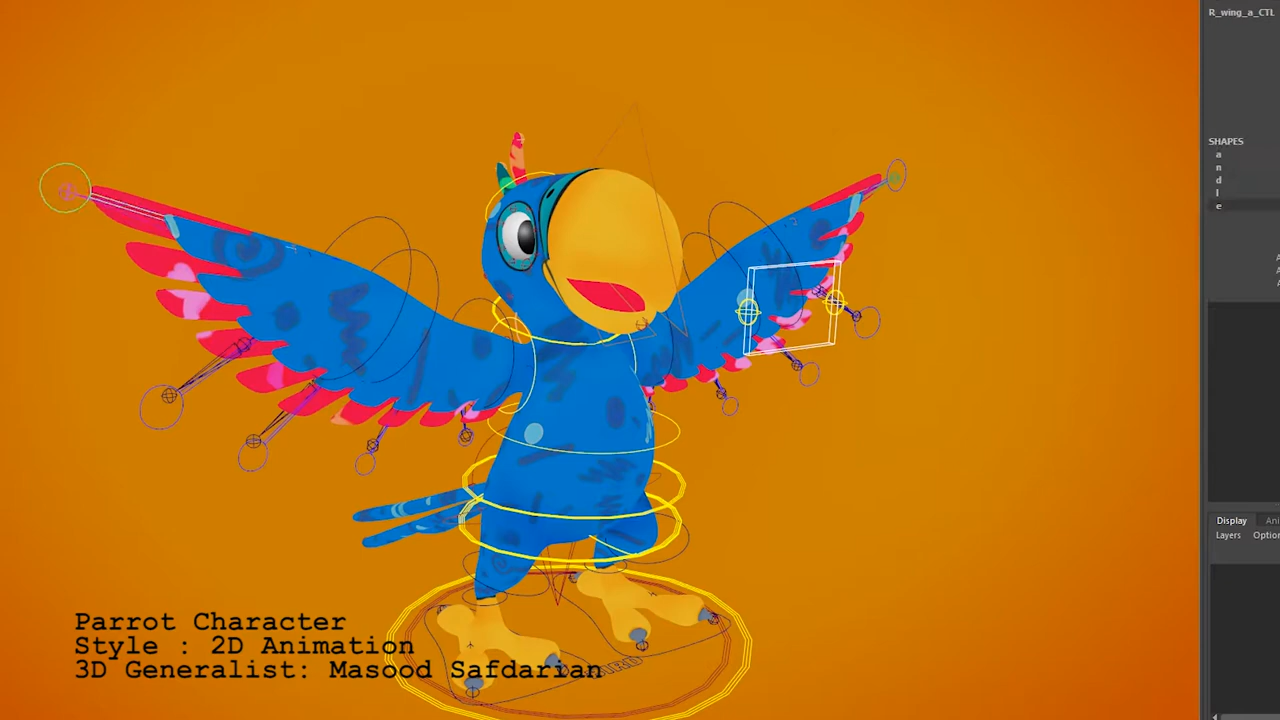 R_wing_a_CTL
SHAPES
a
n
d
l
e
Display
Layers
Parrot Character
Style : 2D Animation
3D Generalist: Masood Safdarian